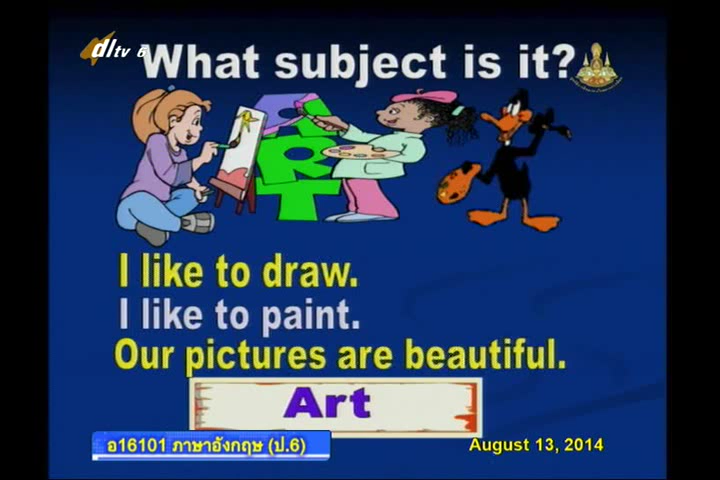 dltv 6
What subject is it?
ART
I like to draw.
I like to paint.
Our pictures are beautiful.
Art
อ16101 ภาษาอังกฤษ (ป.6)
August 13, 2014